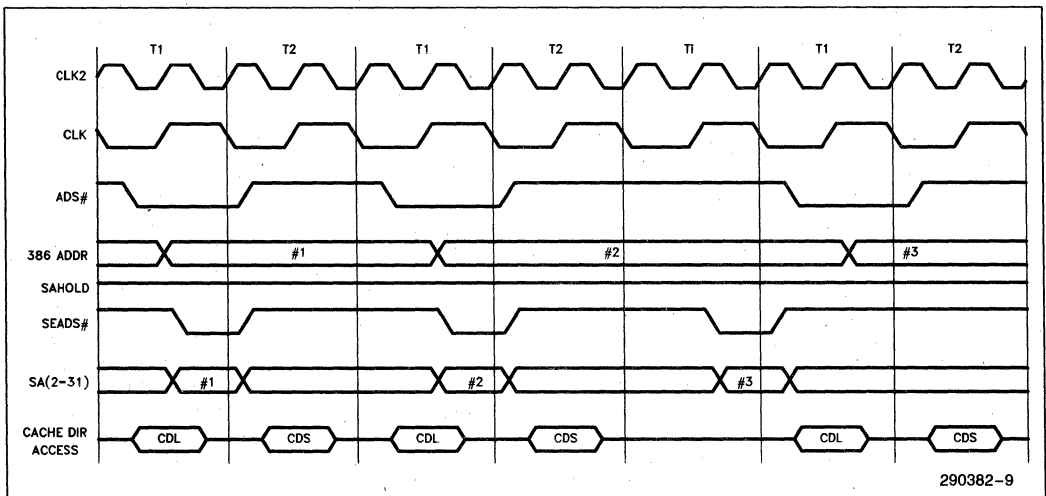 T1 T2 T1 T2 Ti T1 T2
CLK2
CLK
ADS#
386 ADDR #1 #2 #3
SAHOLD
SEADS#
SA(2-31) #1 #2 #3
CACHE DIR
ACCESS CDL CDS CDL CDS CDL CDS
290382-9